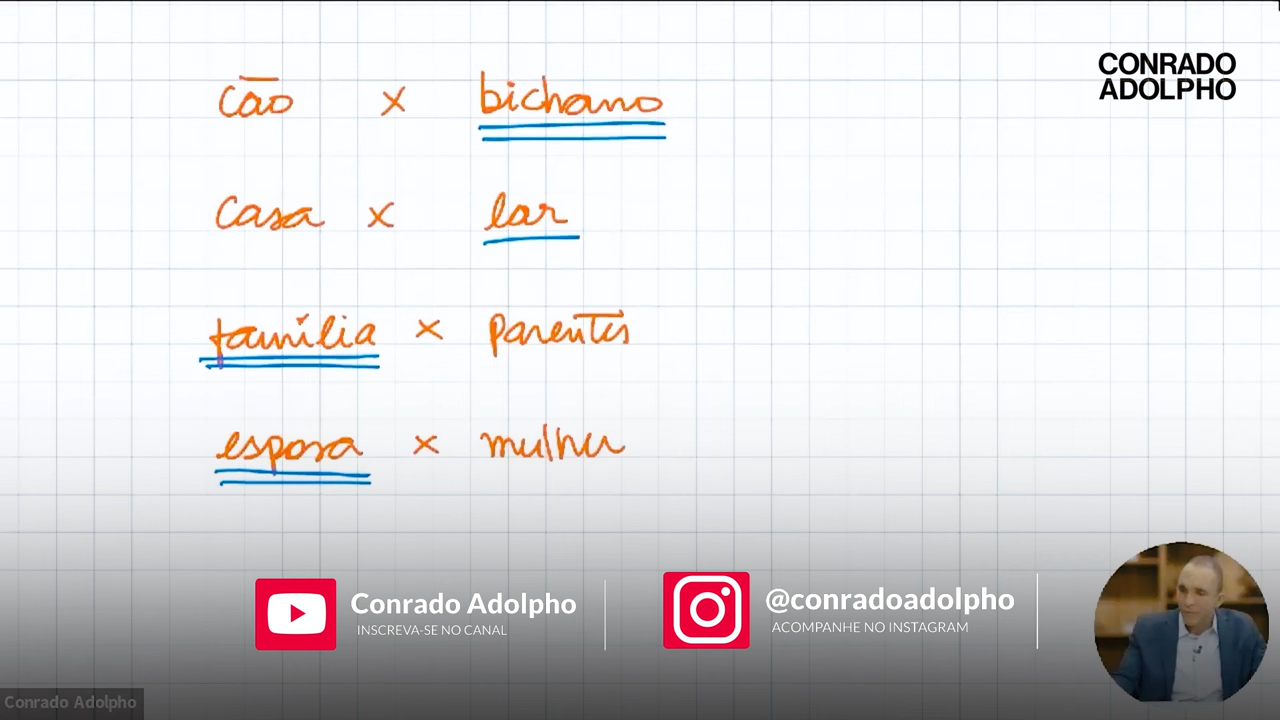 CONRADO
ADOLPHO
cão x bichano
casa x lar
família x parentes
esposa x mulher
Conrado Adolpho
INSCREVA-SE NO CANAL
@conradoadolpho
ACOMPANHE NO INSTAGRAM
Conrado Adolpho